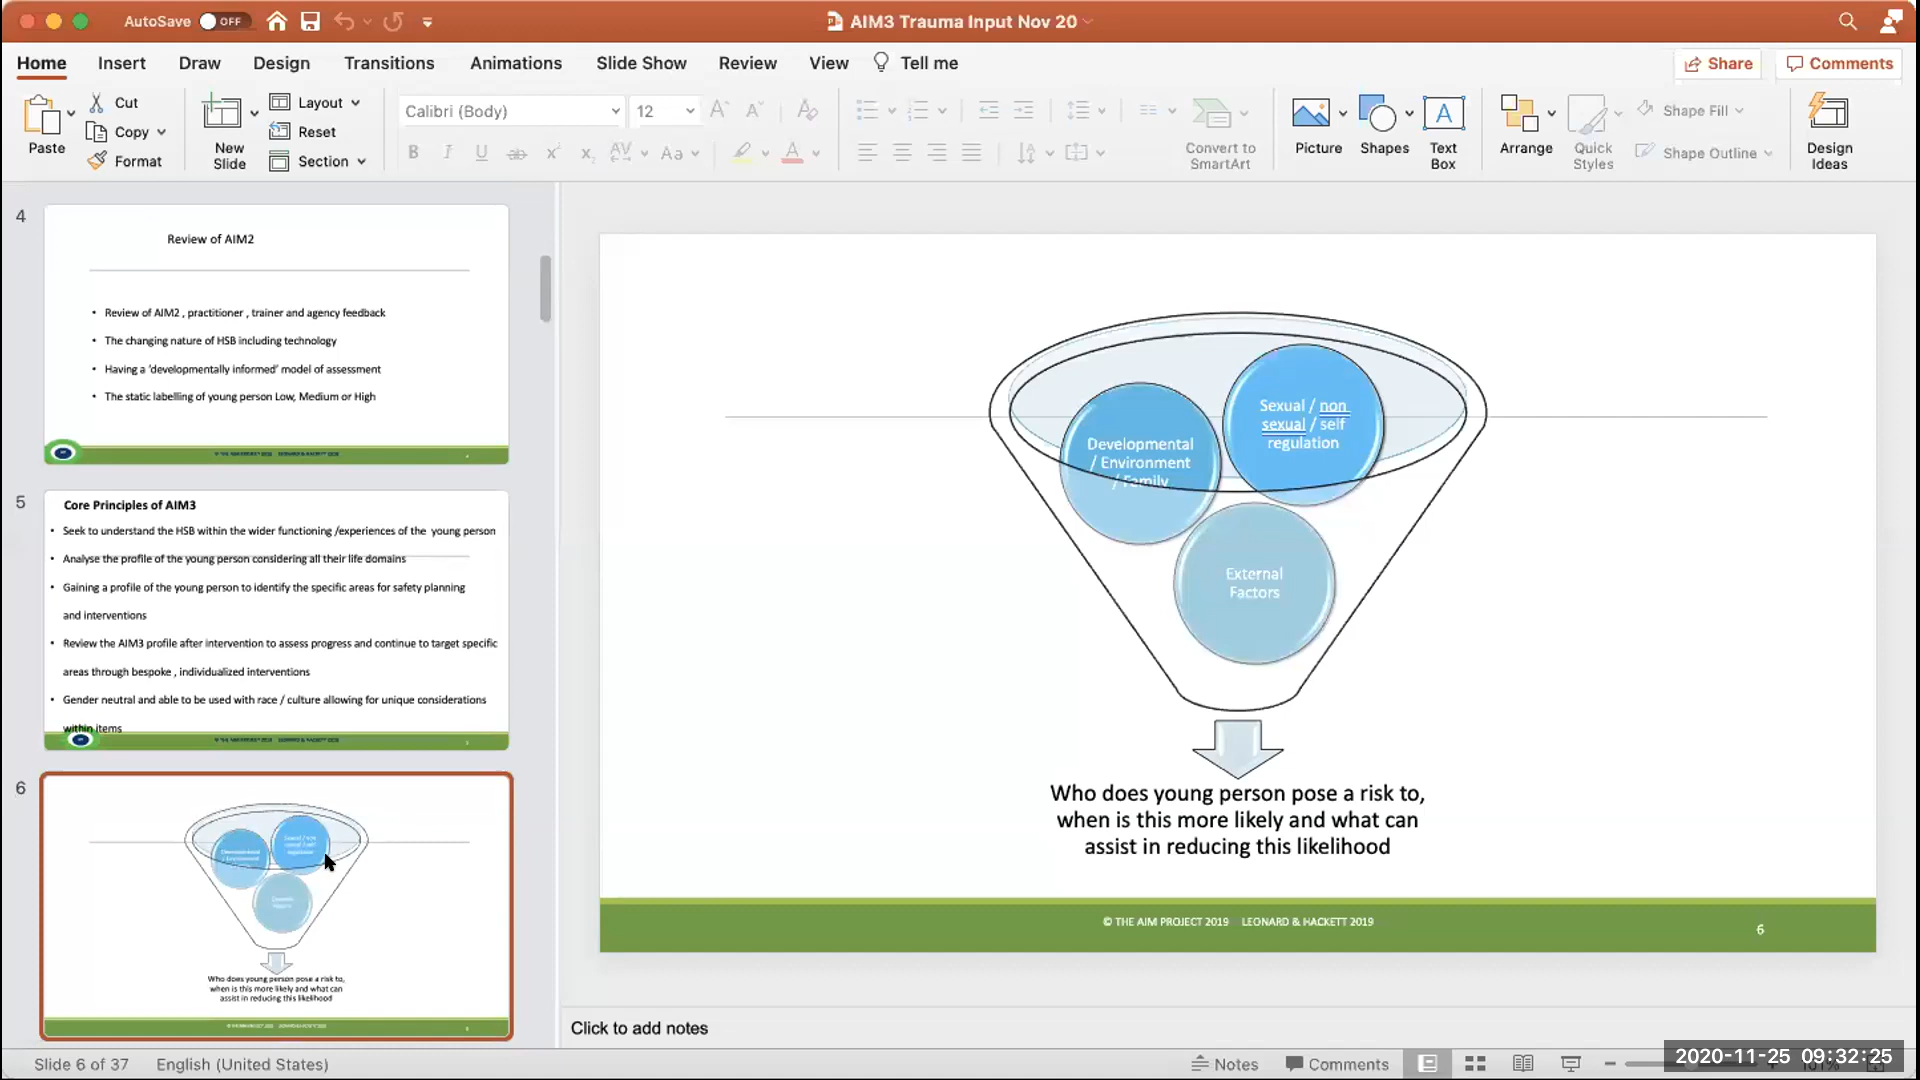 AutoSave OFF
AIM3 Trauma Input Nov 20
Home Insert Draw Design Transitions Animations Slide Show Review View Tell me Share Comments
Paste
Cut
Copy
Format
New
Slide
Layout
Reset
Section
Calibri (Body) 12
Convert to
SmartArt
Picture
Shapes
Text
Box
Arrange
Quick
Styles
Shape Fill
Shape Outline
Design
Ideas
4
Review of AIM2
• Review of AIM2 , practitioner , trainer and agency feedback
• The changing nature of HSB including technology
• Having a 'developmentally informed' model of assessment
• The static labelling of young person Low, Medium or High
5
Core Principles of AIM3
• Seek to understand the HSB within the wider functioning /experiences of the young person
• Analyse the profile of the young person considering all their life domains
• Gaining a profile of the young person to identify the specific areas for safety planning
and interventions
• Review the AIM3 profile after intervention to assess progress and continue to target specific
areas through bespoke , individualized interventions
• Gender neutral and able to be used with race / culture allowing for unique considerations
within items
6
Who does young person pose a risk to,
when is this more likely and what can
assist in reducing this likelihood
Sexual / non
sexual / self
regulation
Developmental
/ Environment
/ Family
External
Factors
Who does young person pose a risk to,
when is this more likely and what can
assist in reducing this likelihood
© THE AIM PROJECT 2019 LEONARD & HACKETT 2019
6
Click to add notes
Slide 6 of 37 English (United States)
Notes Comments
2020-11-25 09:32:25